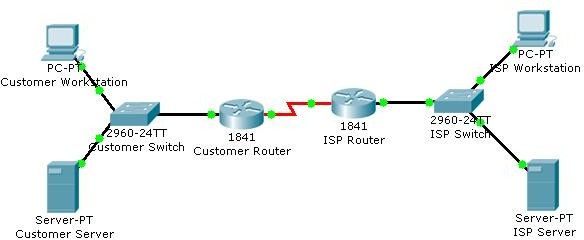 PC-PT
Customer Workstation
2960-24TT
Customer Switch
Server-PT
Customer Server
1841
Customer Router
1841
ISP Router
PC-PT
ISP Workstation
2960-24TT
ISP Switch
Server-PT
ISP Server